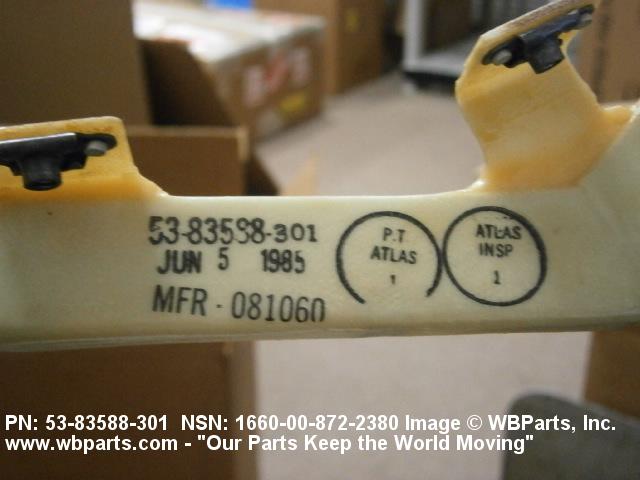 53-83588-301
JUN 5 1985
MFR - 081060
P.T
ATLAS
1
ATLAS
INSP
1
PN: 53-83588-301 NSN: 1660-00-872-2380 Image © WBParts, Inc.
www.wbparts.com - "Our Parts Keep the World Moving"